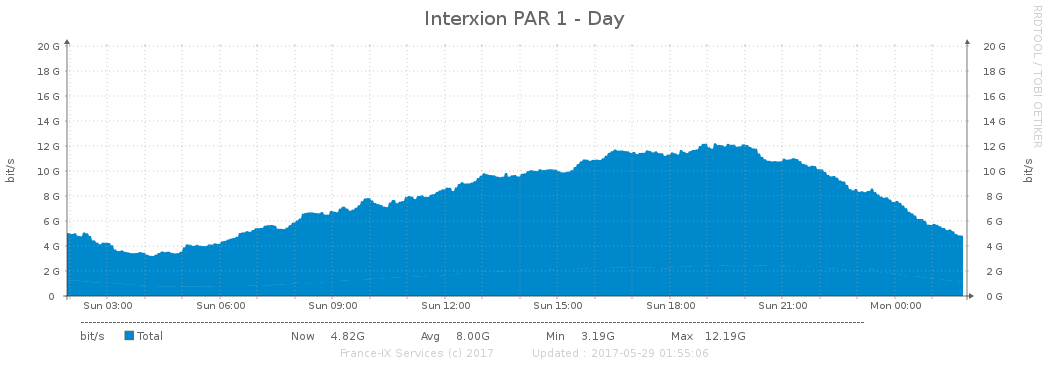 Interxion PAR 1 - Day
RRDTOOL / TOBI OETIKER
bit/s
bit/s
20 G 20 G
18 G 18 G
16 G 16 G
14 G 14 G
12 G 12 G
10 G 10 G
8 G 8 G
6 G 6 G
4 G 4 G
2 G 2 G
0 0 G
Sun 03:00 Sun 06:00 Sun 09:00 Sun 12:00 Sun 15:00 Sun 18:00 Sun 21:00 Mon 00:00
bit/s Total Now 4.82G Avg 8.00G Min 3.19G Max 12.19G
France-IX Services (c) 2017 Updated : 2017-05-29 01:55:06